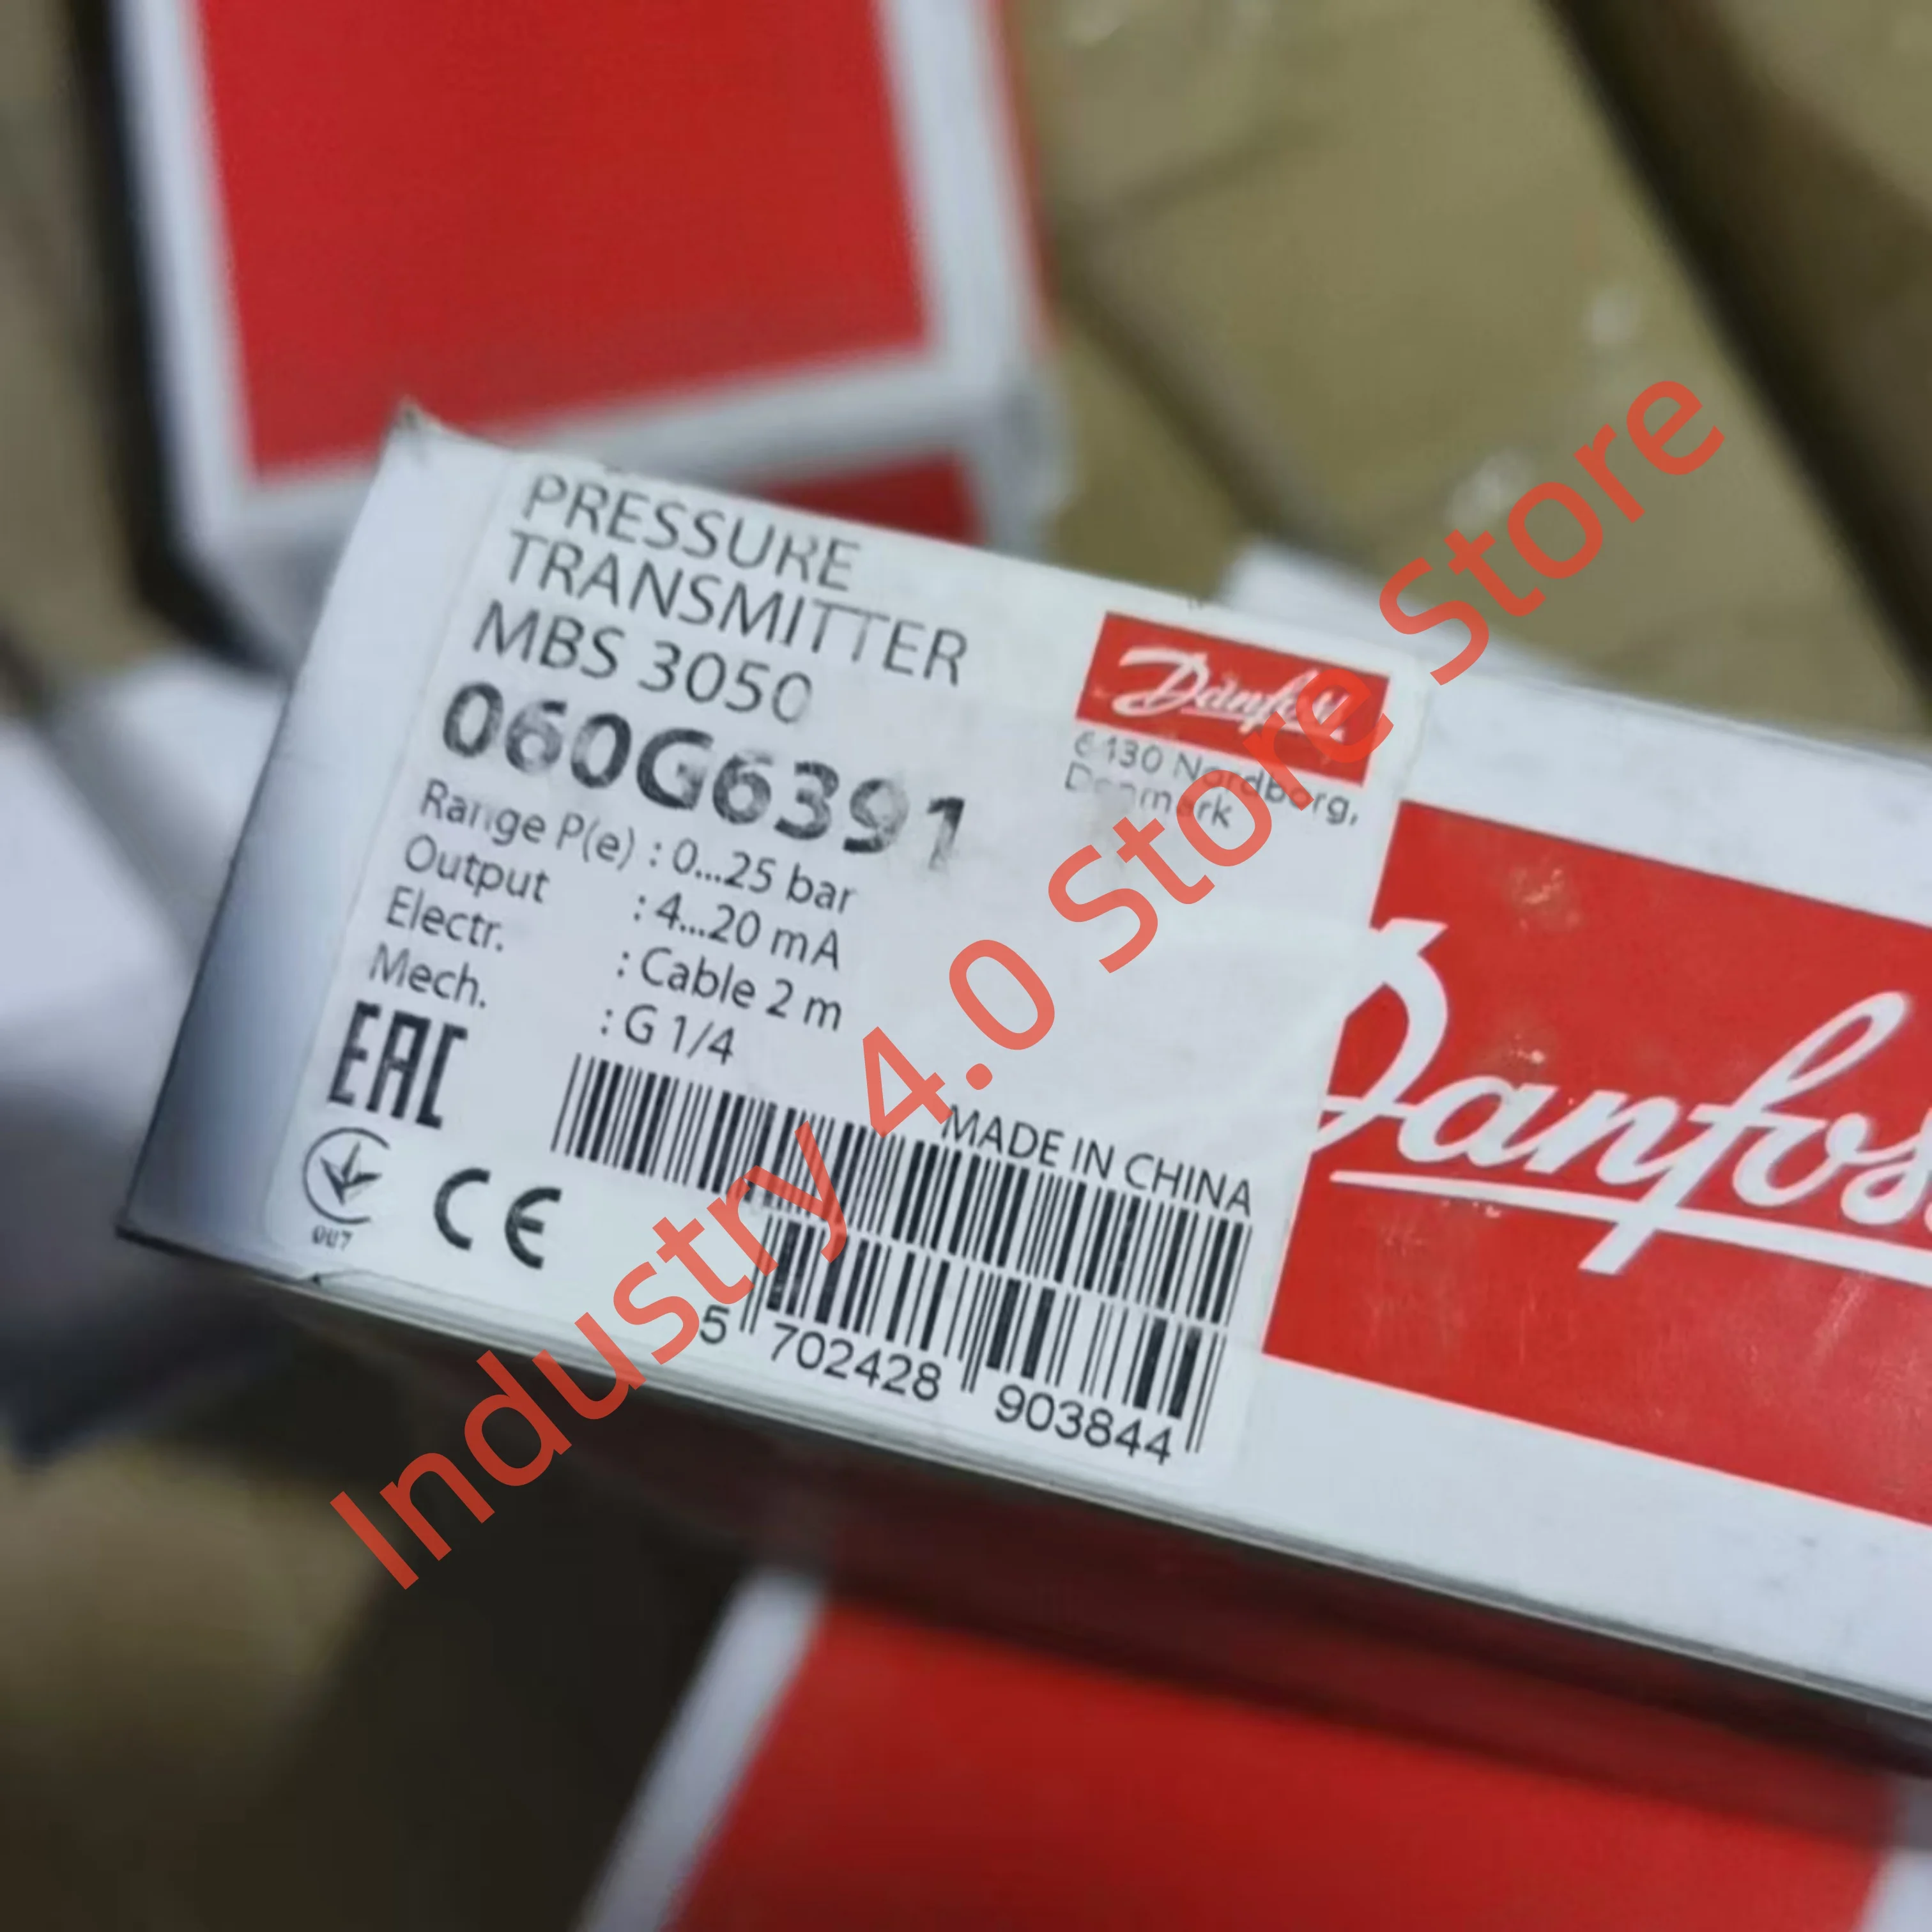 PRESSURE
TRANSMITTER
MBS 3050
060G6391
Range P(e) : 0...25 bar
Output : 4...20 mA
Electr. : Cable 2 m
Mech. : G 1/4
Danfoss
6430 Nordborg,
Denmark
EAC
MADE IN CHINA
CE
5 702428 903844
Danfoss
Industry 4.0 Store Store Store